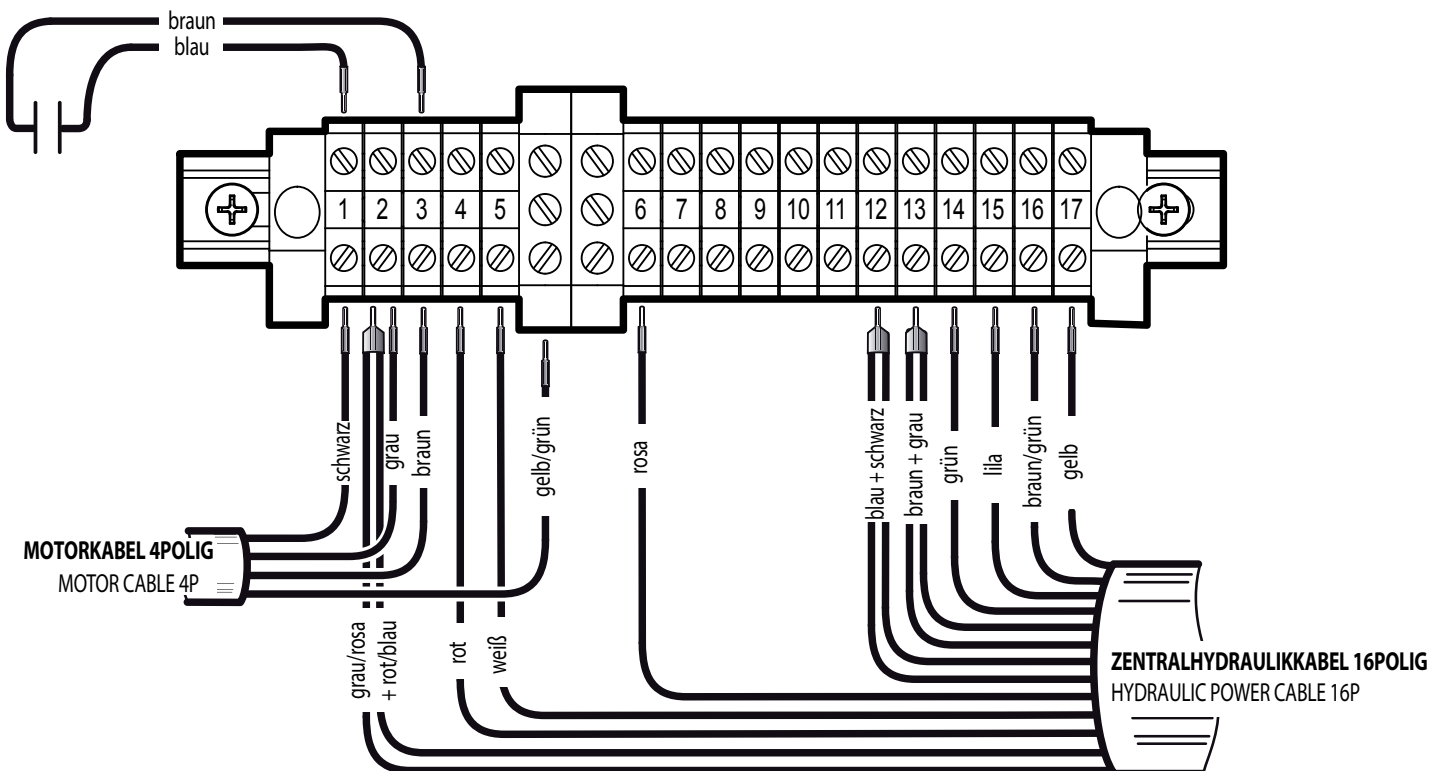 braun
blau
1 2 3 4 5 6 7 8 9 10 11 12 13 14 15 16 17
schwarz
grau
braun
gelb/grün
rosa
blau + schwarz
braun + grau
grün
lila
braun/grün
gelb
MOTORKABEL 4POLIG
MOTOR CABLE 4P
grau/rosa
+ rot/blau
rot
weiß
ZENTRALHYDRAULIKKABEL 16POLIG
HYDRAULIC POWER CABLE 16P